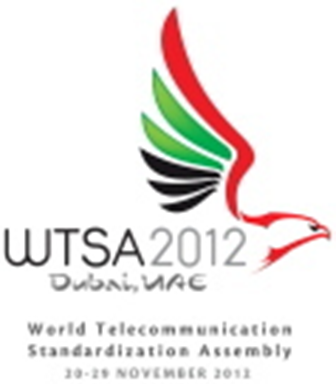 WTSA2012
Dubai, UAE
World Telecommunication
Standardization Assembly
20-29 NOVEMBER 2012